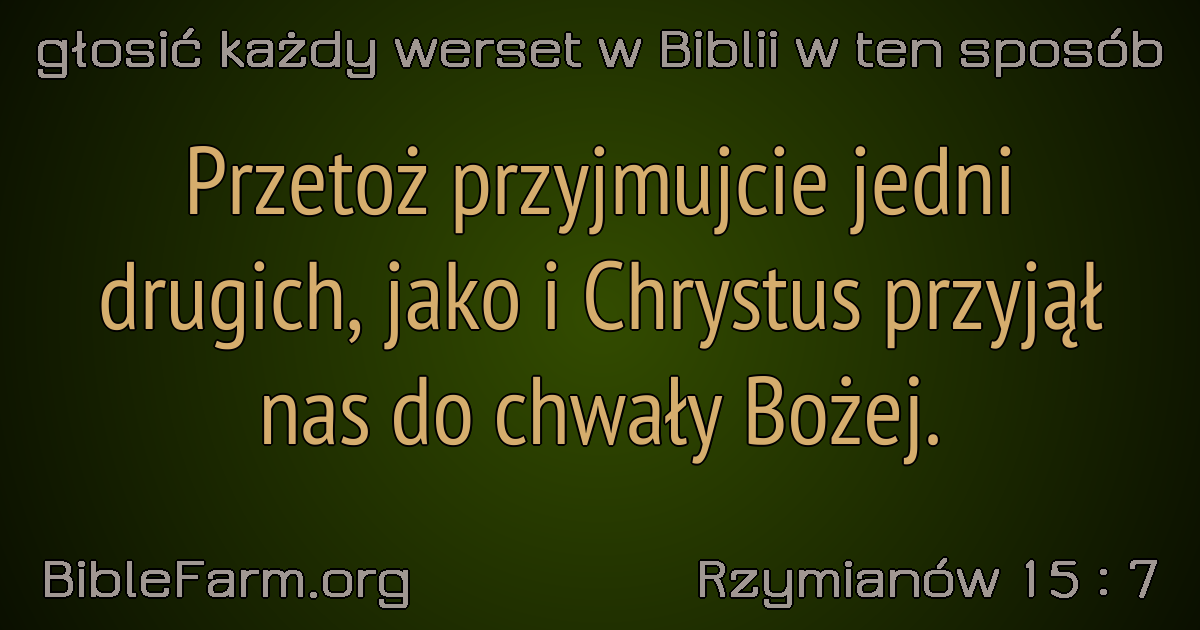 głosić każdy werset w Biblii w ten sposób
Przetoż przyjmujcie jedni
drugich, jako i Chrystus przyjął
nas do chwały Bożej.
BibleFarm.org
Rzymianów 15 : 7